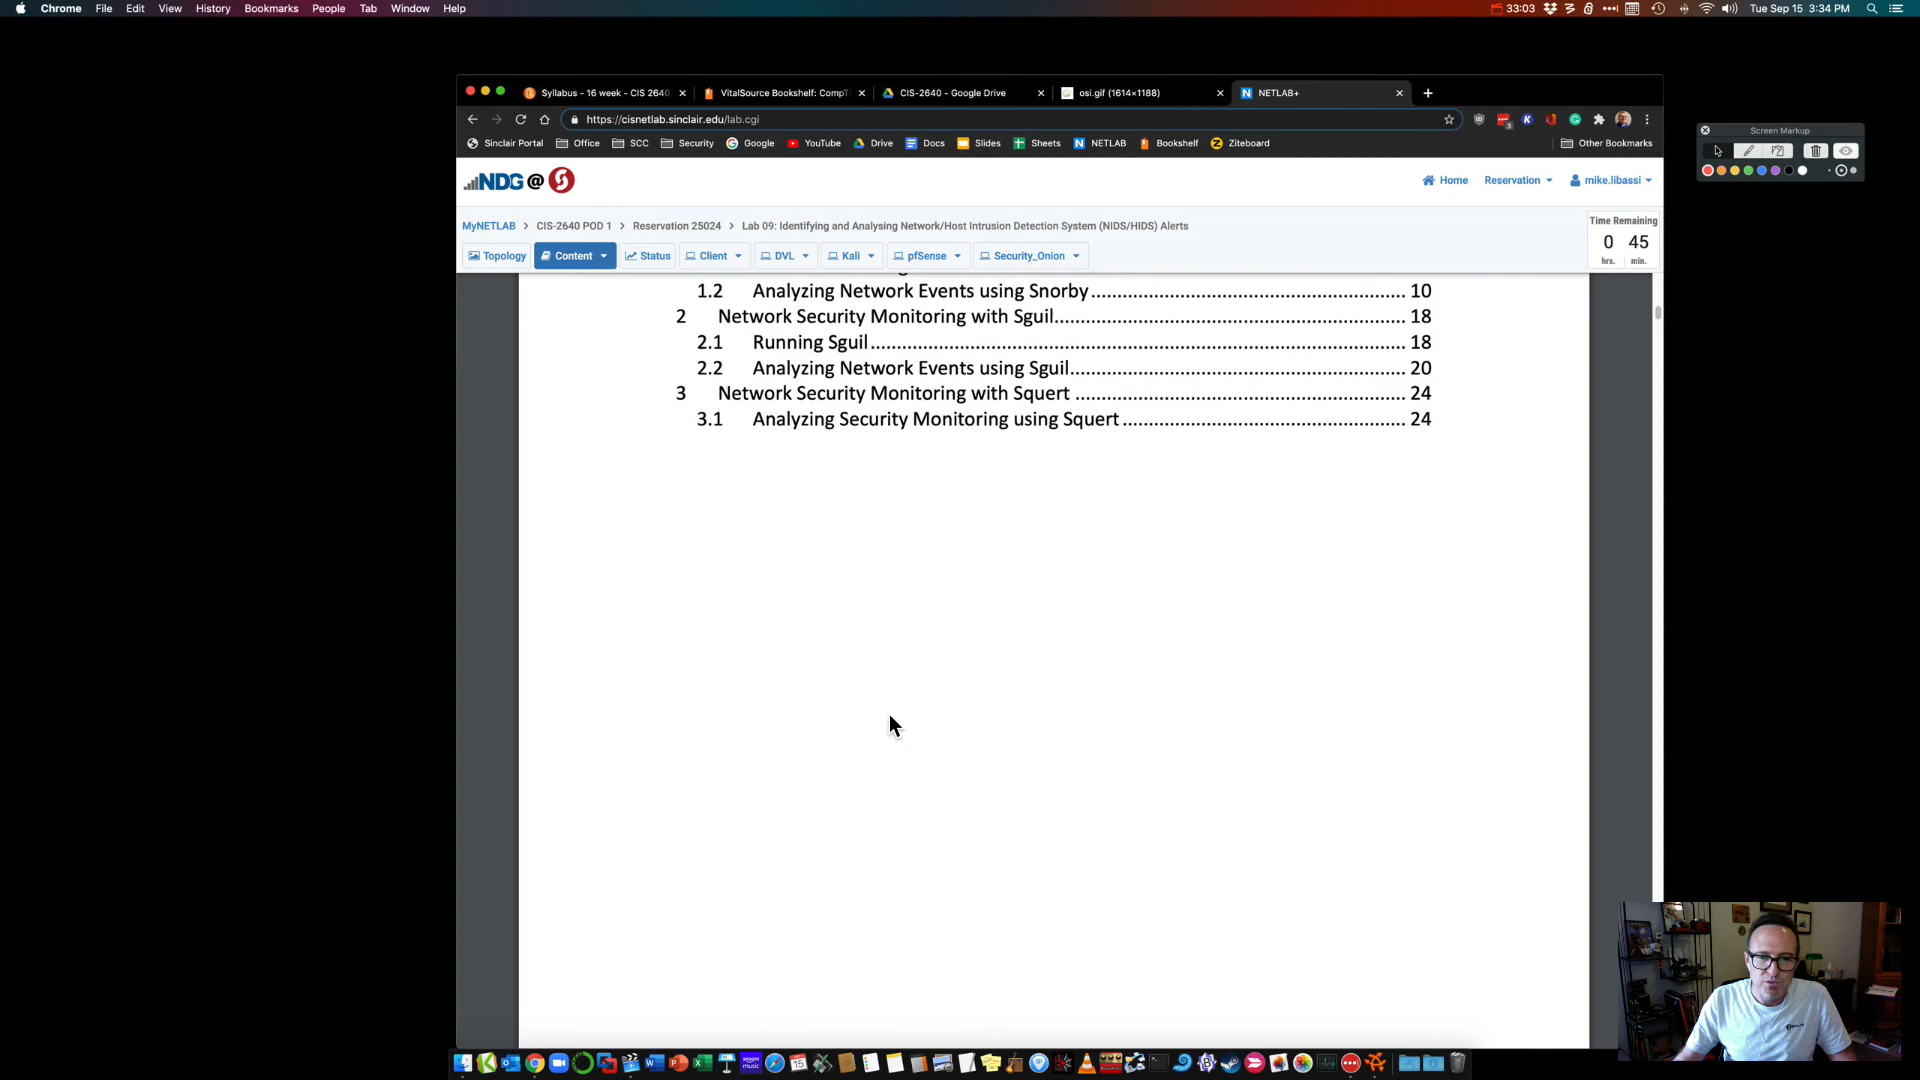 Chrome File Edit View History Bookmarks People Tab Window Help
33:03 Tue Sep 15 3:34 PM
Syllabus - 16 week - CIS 2640
VitalSource Bookshelf: CompT
CIS-2640 - Google Drive
osi.gif (1614×1188)
NETLAB+
https://cisnetlab.sinclair.edu/lab.cgi
Sinclair Portal Office SCC Security Google YouTube Drive Docs Slides Sheets NETLAB Bookshelf Ziteboard Other Bookmarks
Screen Markup
NDG @ S
Home Reservation mike.libassi
MyNETLAB > CIS-2640 POD 1 > Reservation 25024 > Lab 09: Identifying and Analysing Network/Host Intrusion Detection System (NIDS/HIDS) Alerts
Time Remaining
0 45
hrs. min.
Topology Content Status Client DVL Kali pfSense Security_Onion
1.2 Analyzing Network Events using Snorby 10
2 Network Security Monitoring with Sguil 18
2.1 Running Sguil 18
2.2 Analyzing Network Events using Sguil 20
3 Network Security Monitoring with Squert 24
3.1 Analyzing Security Monitoring using Squert 24